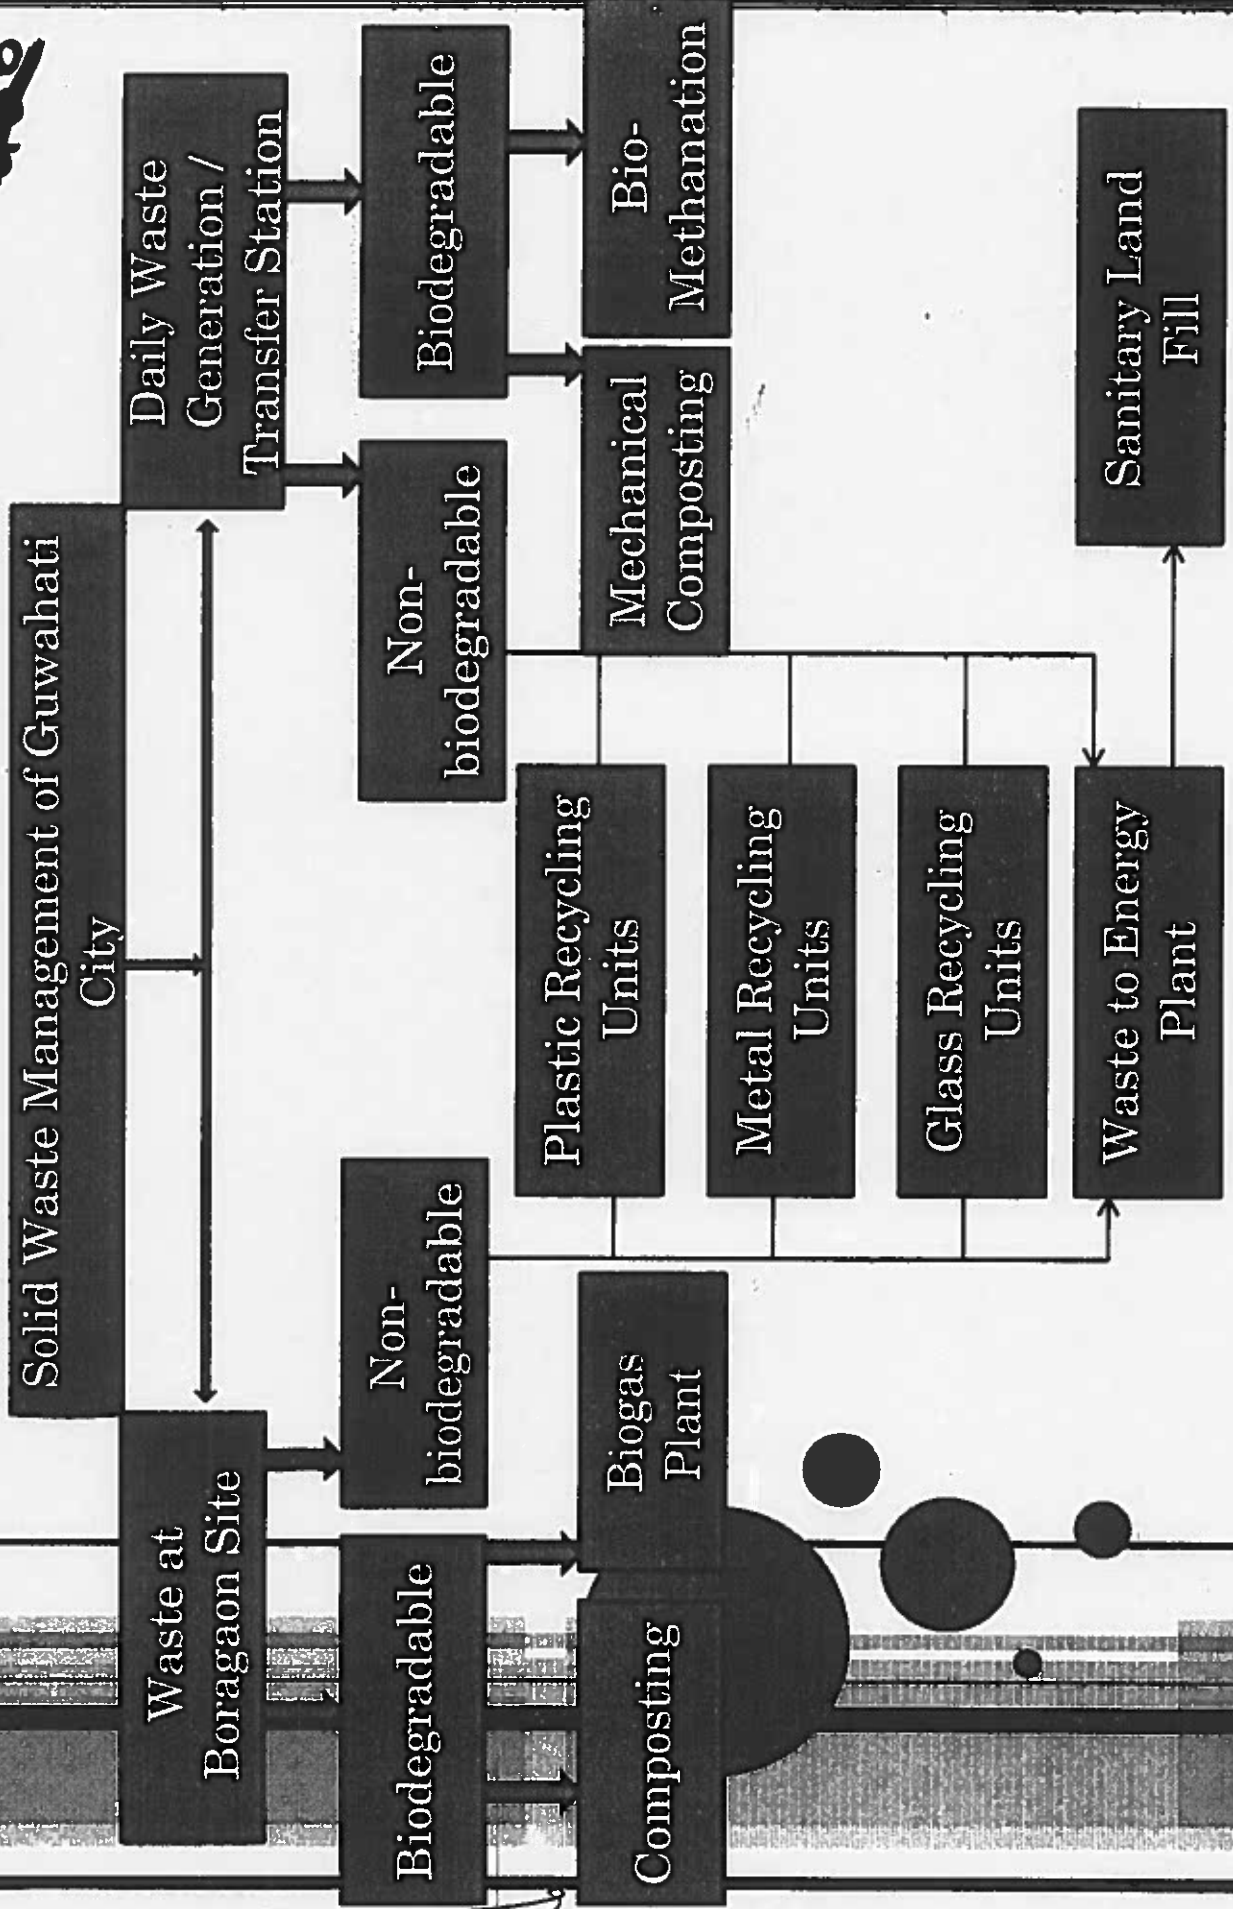 Solid Waste Management of Guwahati
City
Waste at
Boragaon Site
Daily Waste
Generation /
Transfer Station
Biodegradable
Non-
biodegradable
Non-
biodegradable
Biodegradable
Composting
Biogas
Plant
Plastic Recycling
Units
Mechanical
Composting
Bio-
Methanation
Metal Recycling
Units
Glass Recycling
Units
Waste to Energy
Plant
Sanitary Land
Fill